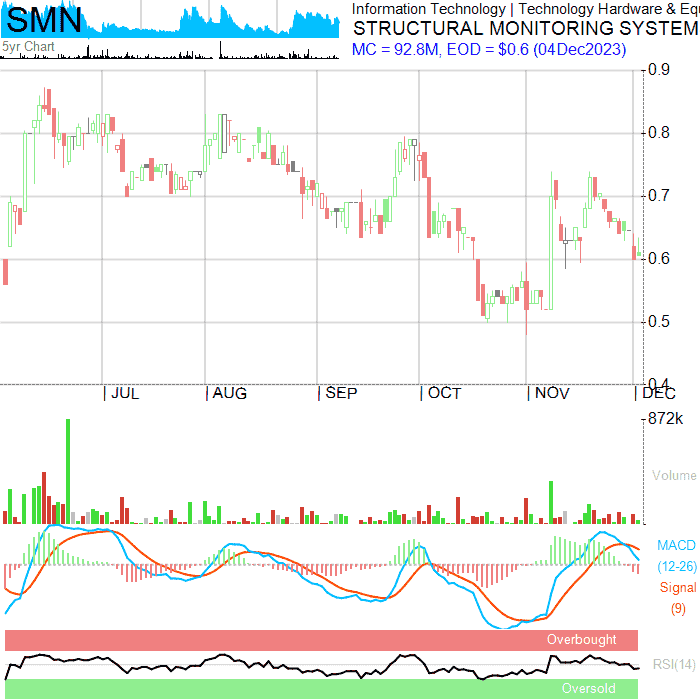 SMN
5yr Chart
Information Technology | Technology Hardware & Equ
STRUCTURAL MONITORING SYSTEM
MC = 92.8M, EOD = $0.6 (04Dec2023)
0.9
0.8
0.7
0.6
0.5
0.4
JUL
AUG
SEP
OCT
NOV
DEC
872k
Volume
MACD
(12-26)
Signal
(9)
Overbought
RSI(14)
Oversold